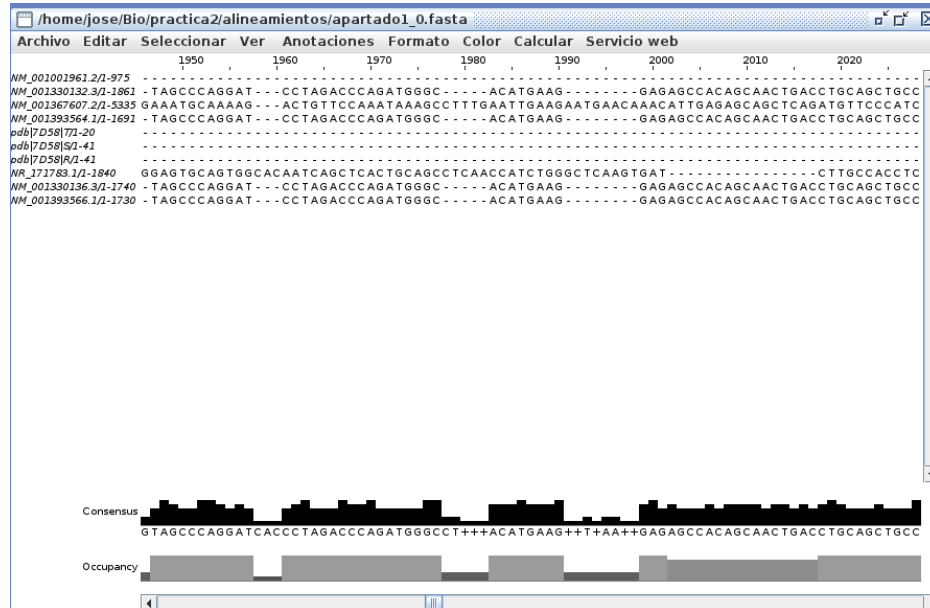 /home/jose/Bio/practica2/alineamientos/apartado1_0.fasta
Archivo Editar Seleccionar Ver Anotaciones Formato Color Calcular Servicio web
1950 1960 1970 1980 1990 2000 2010 2020
NM_001001961.2/1-975 -----------------------------------------------------------------------------------
NM_001330132.3/1-1861 -TAGCCCAGGAT---CCTAGACCCAGATGGGC-----ACATGAAG--------GAGAGCCACAGCAACTGACCTGCAGCTGCC
NM_001367607.2/1-5335 GAAATGCAAAAG---ACTGTTCCAAATAAAGCCTTTGAATTGAAGAATGAACAAACATTGAGAGCAGCTCAGATGTTCCCATC
NM_001393564.1/1-1691 -TAGCCCAGGAT---CCTAGACCCAGATGGGC-----ACATGAAG--------GAGAGCCACAGCAACTGACCTGCAGCTGCC
pdb|7D58|T/1-20 -----------------------------------------------------------------------------------
pdb|7D58|S/1-41 -----------------------------------------------------------------------------------
pdb|7D58|R/1-41 -----------------------------------------------------------------------------------
NR_171783.1/1-1840 GGAGTGCAGTGGCACAATCAGCTCACTGCAGCCTCAACCATCTGGGCTCAAGTGAT----------------CTTGCCACCTC
NM_001330136.3/1-1740 -TAGCCCAGGAT---CCTAGACCCAGATGGGC-----ACATGAAG--------GAGAGCCACAGCAACTGACCTGCAGCTGCC
NM_001393566.1/1-1730 -TAGCCCAGGAT---CCTAGACCCAGATGGGC-----ACATGAAG--------GAGAGCCACAGCAACTGACCTGCAGCTGCC
Consensus
GTAGCCCAGGATCACCCTAGACCCAGATGGGCCT+++ACATGAAG++T+AA++GAGAGCCACAGCAACTGACCTGCAGCTGCC
Occupancy